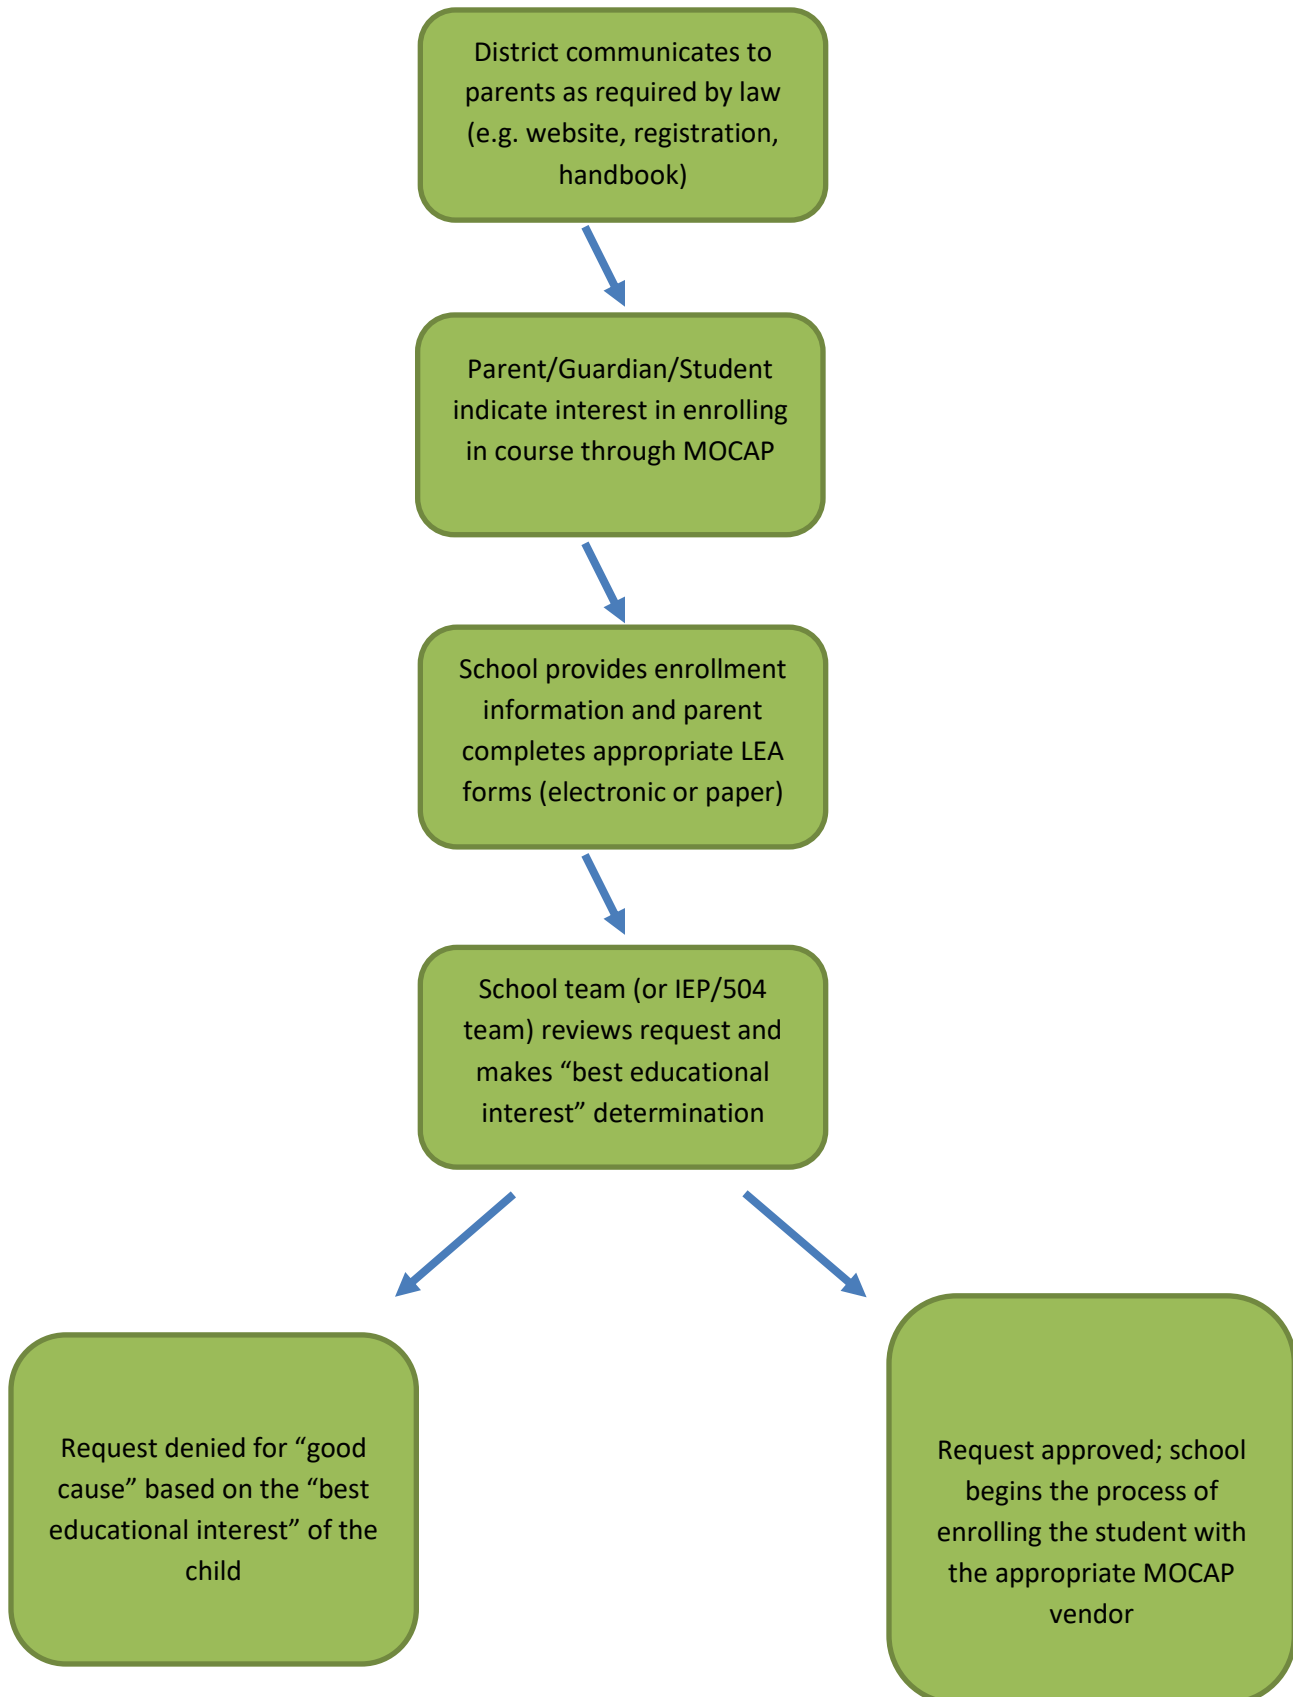 District communicates to
parents as required by law
(e.g. website, registration,
handbook)
Parent/Guardian/Student
indicate interest in enrolling
in course through MOCAP
School provides enrollment
information and parent
completes appropriate LEA
forms (electronic or paper)
School team (or IEP/504
team) reviews request and
makes “best educational
interest” determination
Request denied for “good
cause” based on the “best
educational interest” of the
child
Request approved; school
begins the process of
enrolling the student with
the appropriate MOCAP
vendor